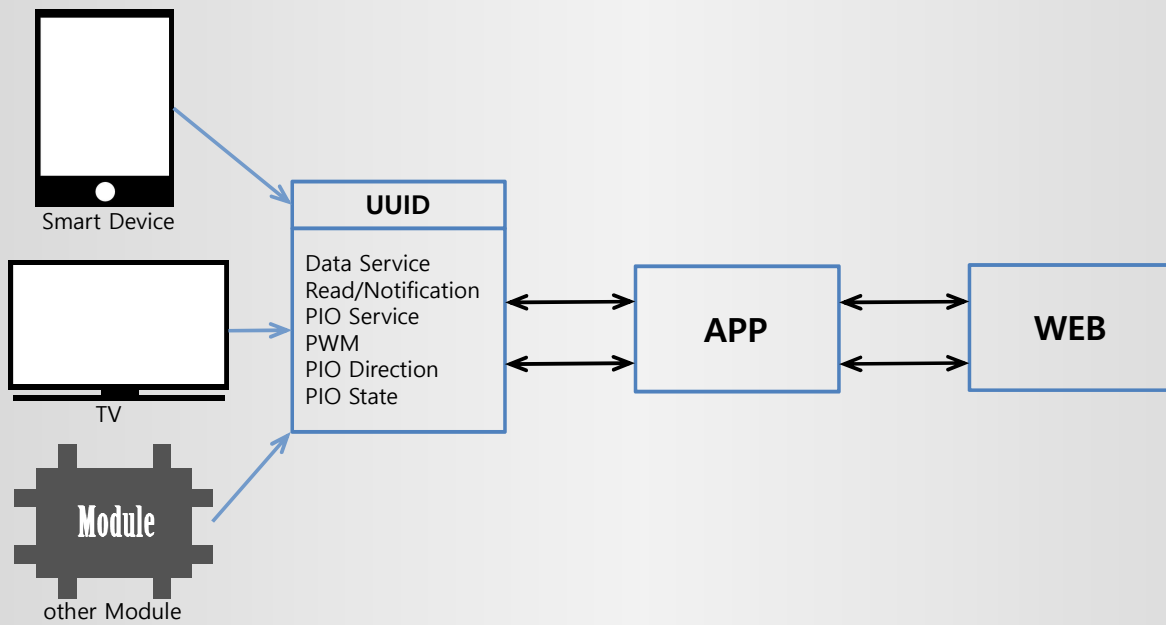 Smart Device
TV
Module
other Module
UUID
Data Service
Read/Notification
PIO Service
PWM
PIO Direction
PIO State
APP
WEB